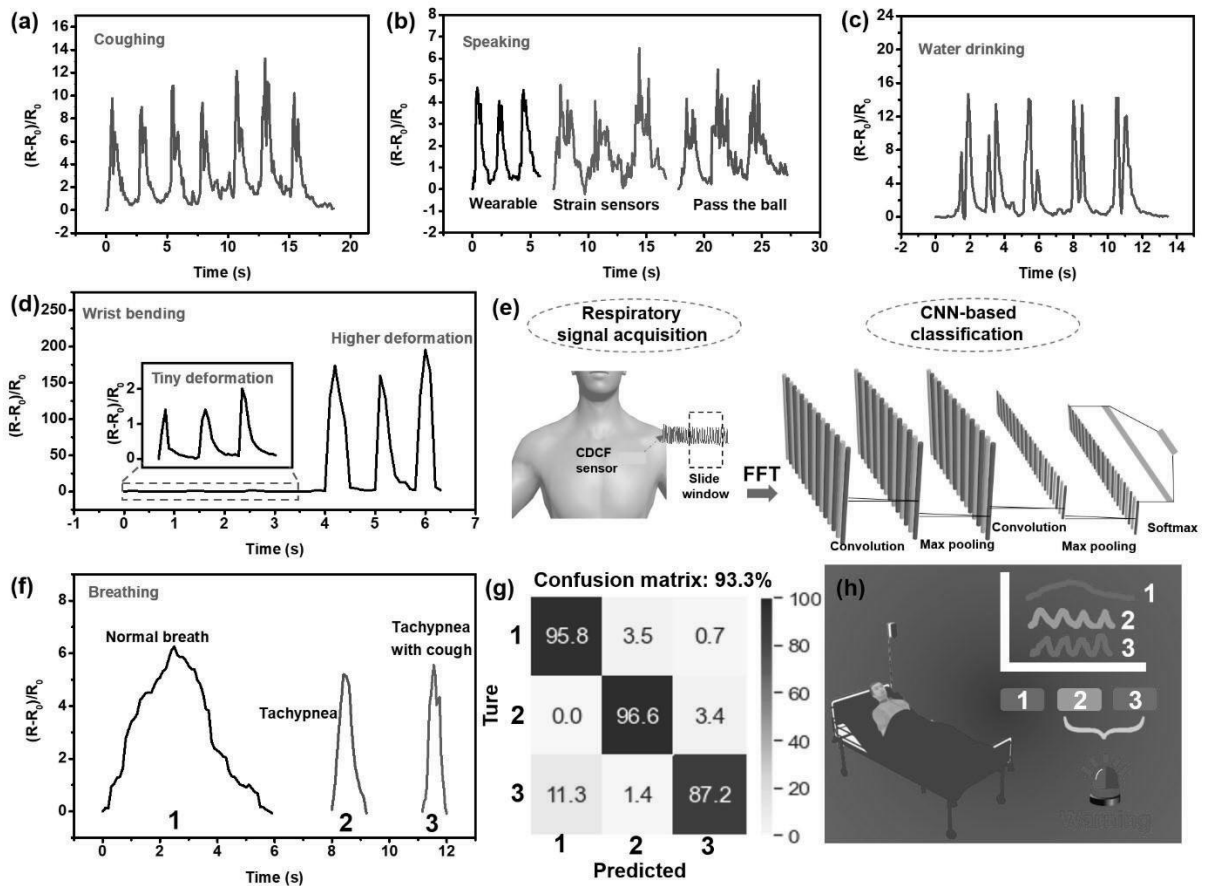 (a)
Coughing
(R-R0)/R0
16
14
12
10
8
6
4
2
0
-2
0
5
10
15
20
Time (s)
(b)
Speaking
(R-R0)/R0
8
7
6
5
4
3
2
1
0
-1
-2
Wearable
Strain sensors
Pass the ball
0
5
10
15
20
25
30
Time (s)
(c)
Water drinking
(R-R0)/R0
24
20
16
12
8
4
0
-2
0
2
4
6
8
10
12
14
Time (s)
(d)
Wrist bending
Higher deformation
(R-R0)/R0
250
225
200
175
150
125
100
75
50
25
0
-25
Tiny deformation
(R-R0)/R0
2
1
0
-1
0
1
2
3
4
5
6
7
Time (s)
(e)
Respiratory
signal acquisition
CNN-based
classification
CDCF
sensor
Slide
window
FFT
Convolution
Max pooling
Convolution
Max pooling
Softmax
(f)
Breathing
(R-R0)/R0
8
6
4
2
0
Normal breath
Tachypnea
Tachypnea
with cough
1
2
3
0
2
4
6
8
10
12
Time (s)
(g)
Confusion matrix: 93.3%
Ture
1
95.8
3.5
0.7
2
0.0
96.6
3.4
3
11.3
1.4
87.2
1
2
3
Predicted
100
80
60
40
20
0
(h)
1
2
3
1
2
3
Warning